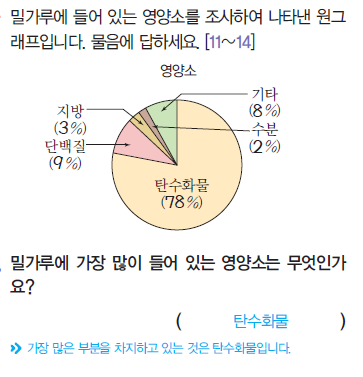 밀가루에 들어 있는 영양소를 조사하여 나타낸 원그
래프입니다. 물음에 답하세요. [11~14]
영양소
기타
(8%)
지방
(3%)
수분
(2%)
단백질
(9%)
탄수화물
(78%)
밀가루에 가장 많이 들어 있는 영양소는 무엇인가
요?
( 탄수화물 )
» 가장 많은 부분을 차지하고 있는 것은 탄수화물입니다.